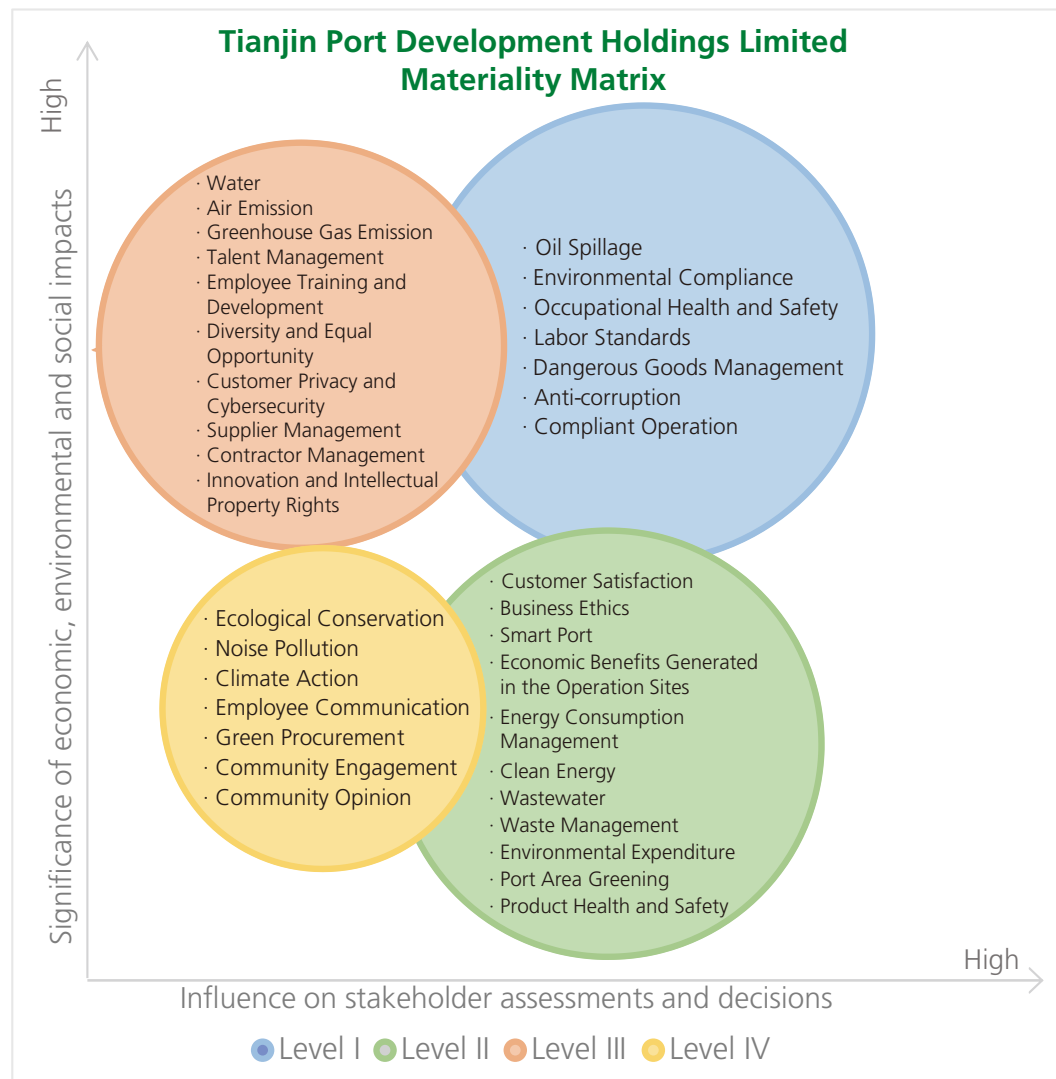 Tianjin Port Development Holdings Limited
Materiality Matrix
High
Significance of economic, environmental and social impacts
· Water
· Air Emission
· Greenhouse Gas Emission
· Talent Management
· Employee Training and
Development
· Diversity and Equal
Opportunity
· Customer Privacy and
Cybersecurity
· Supplier Management
· Contractor Management
· Innovation and Intellectual
Property Rights
· Oil Spillage
· Environmental Compliance
· Occupational Health and Safety
· Labor Standards
· Dangerous Goods Management
· Anti-corruption
· Compliant Operation
· Ecological Conservation
· Noise Pollution
· Climate Action
· Employee Communication
· Green Procurement
· Community Engagement
· Community Opinion
· Customer Satisfaction
· Business Ethics
· Smart Port
· Economic Benefits Generated
in the Operation Sites
· Energy Consumption
Management
· Clean Energy
· Wastewater
· Waste Management
· Environmental Expenditure
· Port Area Greening
· Product Health and Safety
High
Influence on stakeholder assessments and decisions
Level I Level II Level III Level IV